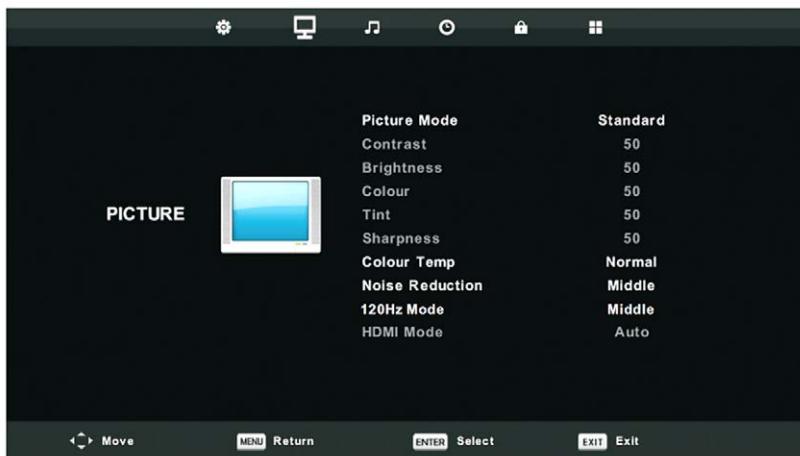 PICTURE
Picture Mode Standard
Contrast 50
Brightness 50
Colour 50
Tint 50
Sharpness 50
Colour Temp Normal
Noise Reduction Middle
120Hz Mode Middle
HDMI Mode Auto
Move MENU Return ENTER Select EXIT Exit